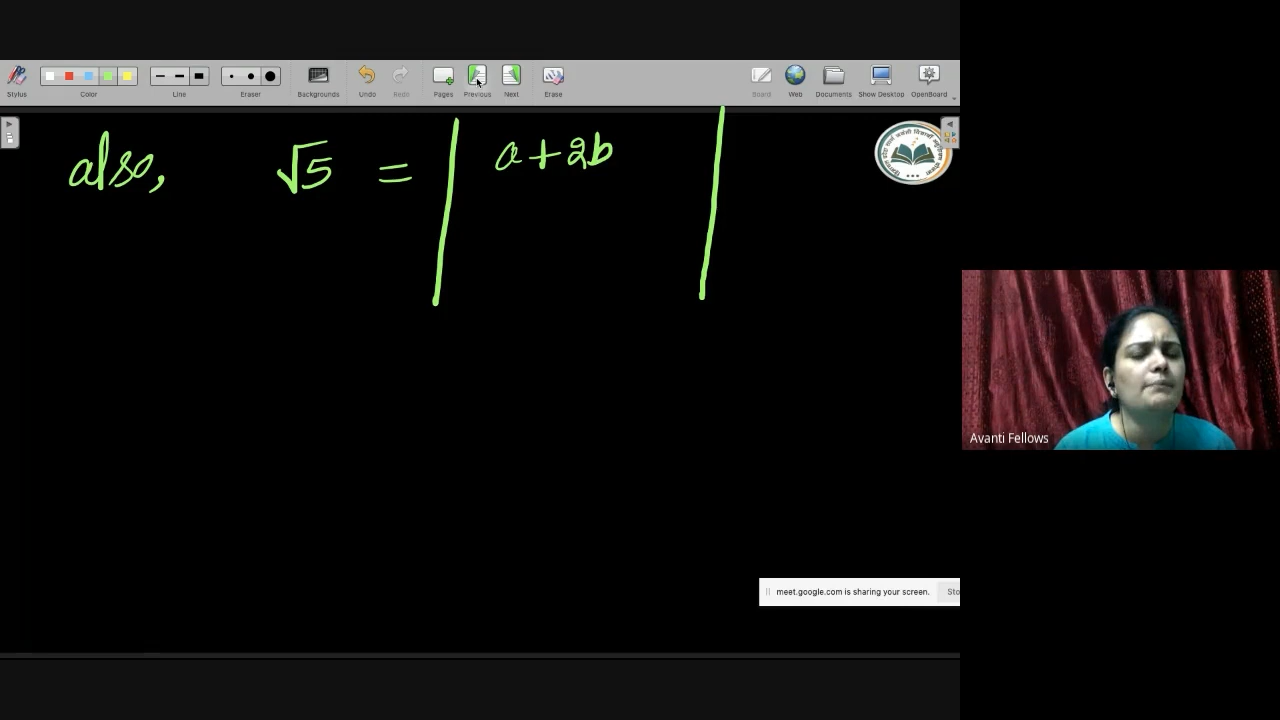 Stylus Color Line Eraser Backgrounds Undo Redo Pages Previous Next Erase Board Web Documents Show Desktop OpenBoard
also, √5 = | a+2b |
Avanti Fellows
meet.google.com is sharing your screen. Sto